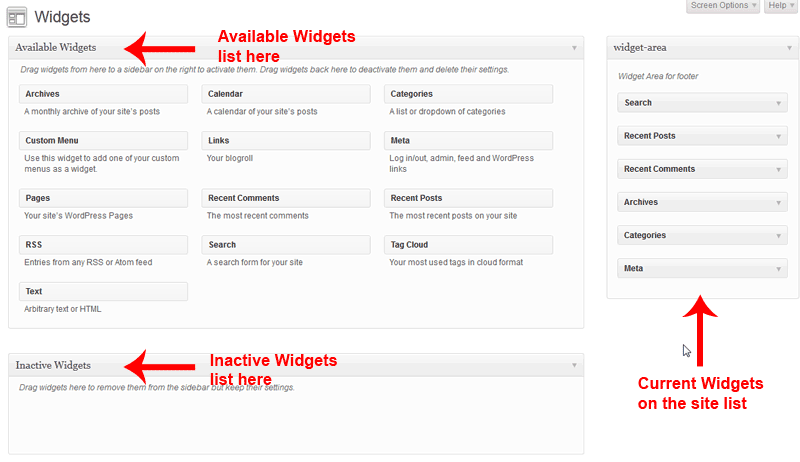 Widgets
Screen Options
Help
Available Widgets
Available Widgets
list here
Drag widgets from here to a sidebar on the right to activate them. Drag widgets back here to deactivate them and delete their settings.
Archives
A monthly archive of your site's posts
Calendar
A calendar of your site's posts
Categories
A list or dropdown of categories
Custom Menu
Use this widget to add one of your custom
menus as a widget.
Links
Your blogroll
Meta
Log in/out, admin, feed and WordPress
links
Pages
Your site's WordPress Pages
Recent Comments
The most recent comments
Recent Posts
The most recent posts on your site
RSS
Entries from any RSS or Atom feed
Search
A search form for your site
Tag Cloud
Your most used tags in cloud format
Text
Arbitrary text or HTML
Inactive Widgets
Inactive Widgets
list here
Drag widgets here to remove them from the sidebar but keep their settings.
widget-area
Widget Area for footer
Search
Recent Posts
Recent Comments
Archives
Categories
Meta
Current Widgets
on the site list